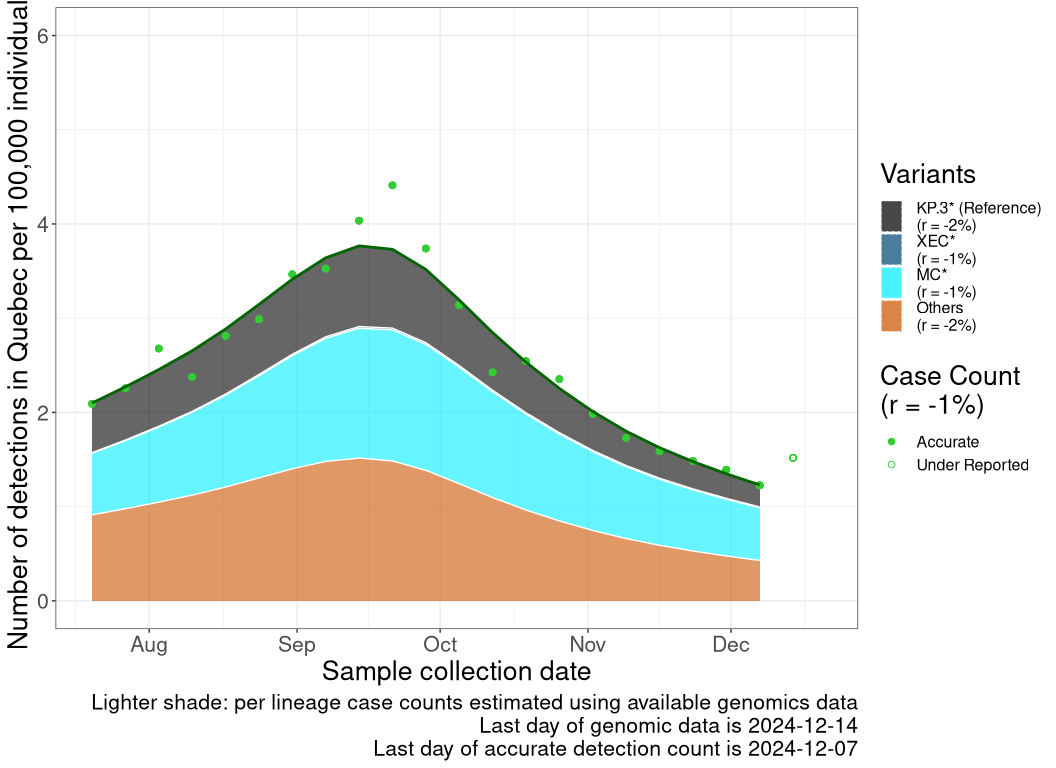 Number of detections in Quebec per 100,000 individual
6
4
2
0
Aug
Sep
Oct
Nov
Dec
Sample collection date
Lighter shade: per lineage case counts estimated using available genomics data
Last day of genomic data is 2024-12-14
Last day of accurate detection count is 2024-12-07
Variants
KP.3* (Reference)
(r = -2%)
XEC*
(r = -1%)
MC*
(r = -1%)
Others
(r = -2%)
Case Count
(r = -1%)
Accurate
Under Reported